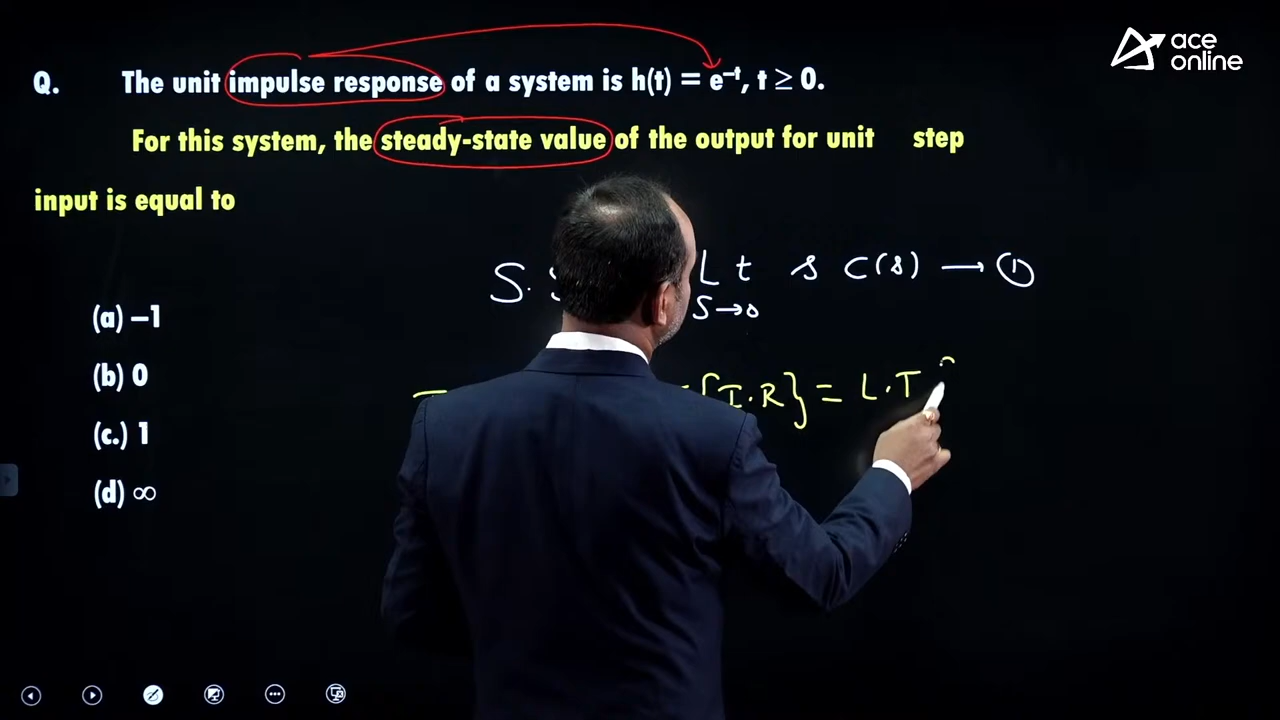 ace
online
Q. The unit impulse response of a system is h(t) = e⁻ᵗ, t ≥ 0.
For this system, the steady-state value of the output for unit step
input is equal to
S. Lt s C(s) → ①
S→0
(a) –1
{I.R} = L.T
(b) 0
(c.) 1
(d) ∞